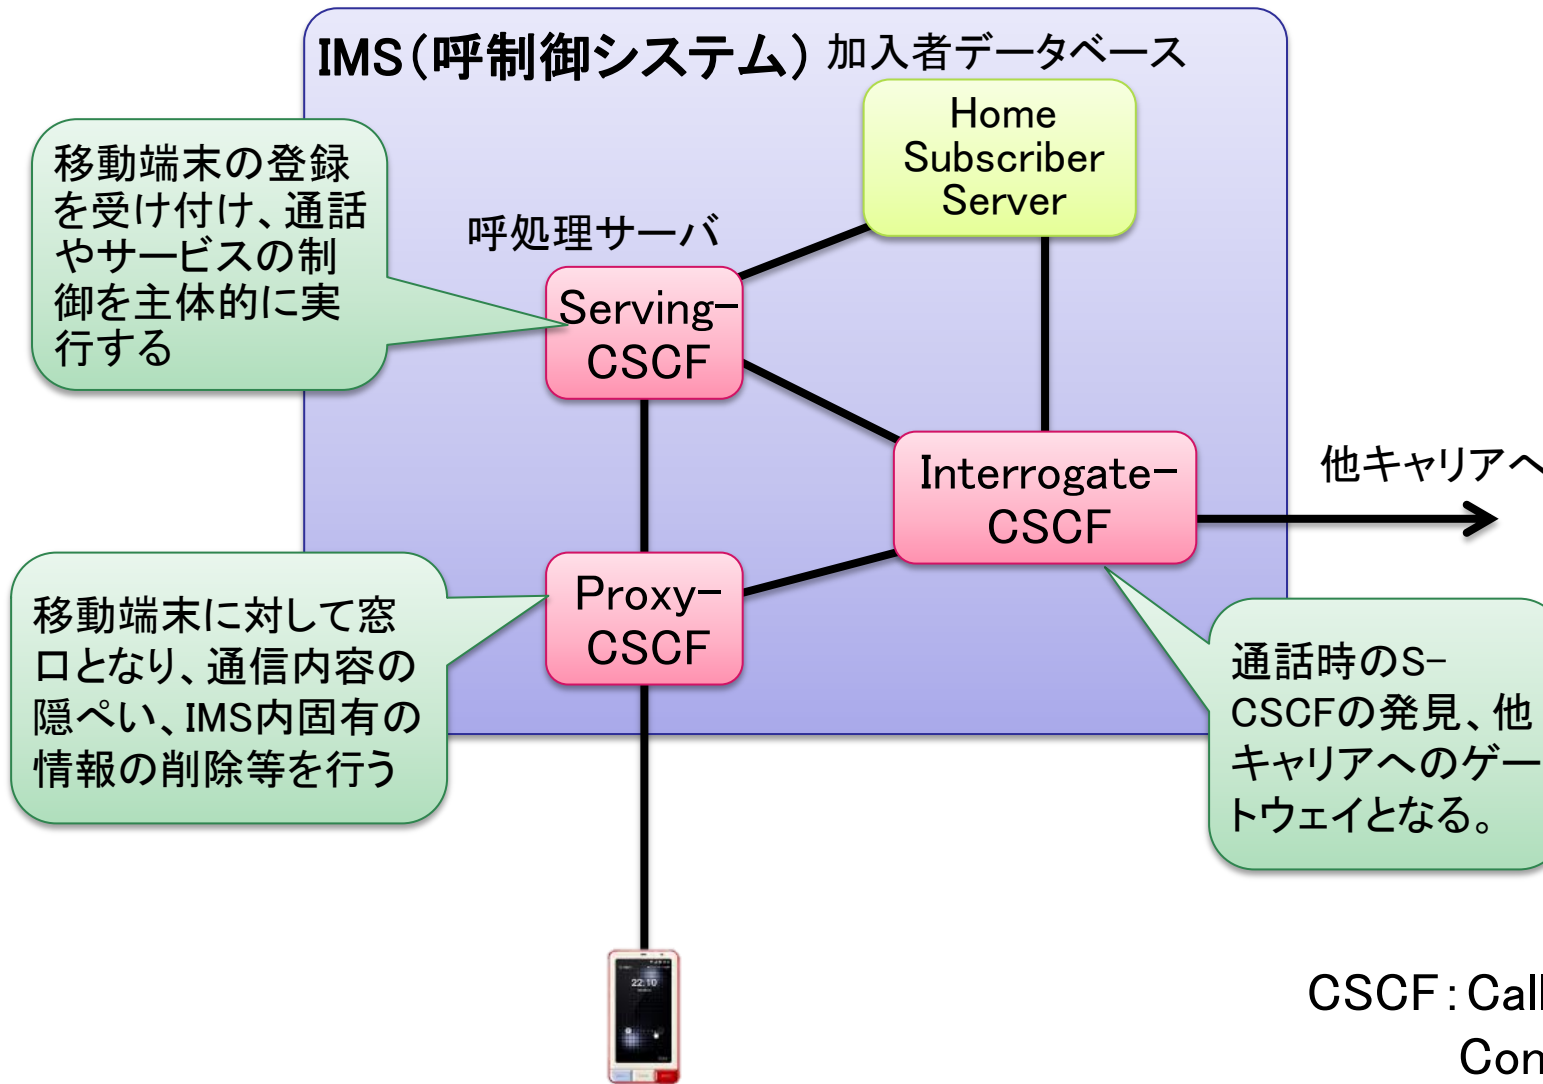 IMS（呼制御システム）
加入者データベース
Home
Subscriber
Server
移動端末の登録
を受け付け、通話
やサービスの制
御を主体的に実
行する
呼処理サーバ
Serving-
CSCF
他キャリアへ
Interrogate-
CSCF
Proxy-
CSCF
移動端末に対して窓
口となり、通信内容の
隠ぺい、IMS内固有の
情報の削除等を行う
通話時のS-
CSCFの発見、他
キャリアへのゲー
トウェイとなる。
22:10
CSCF：Call
Con